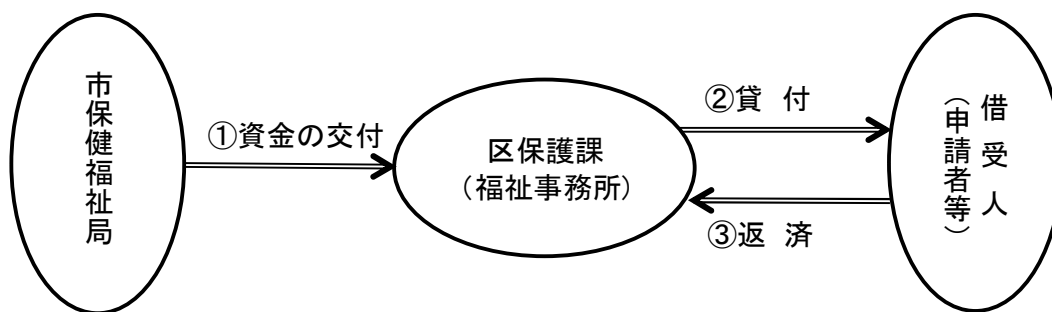 市保健福祉局
①資金の交付
区保護課
（福祉事務所）
②貸　付
③返　済
借受人
（申請者等）